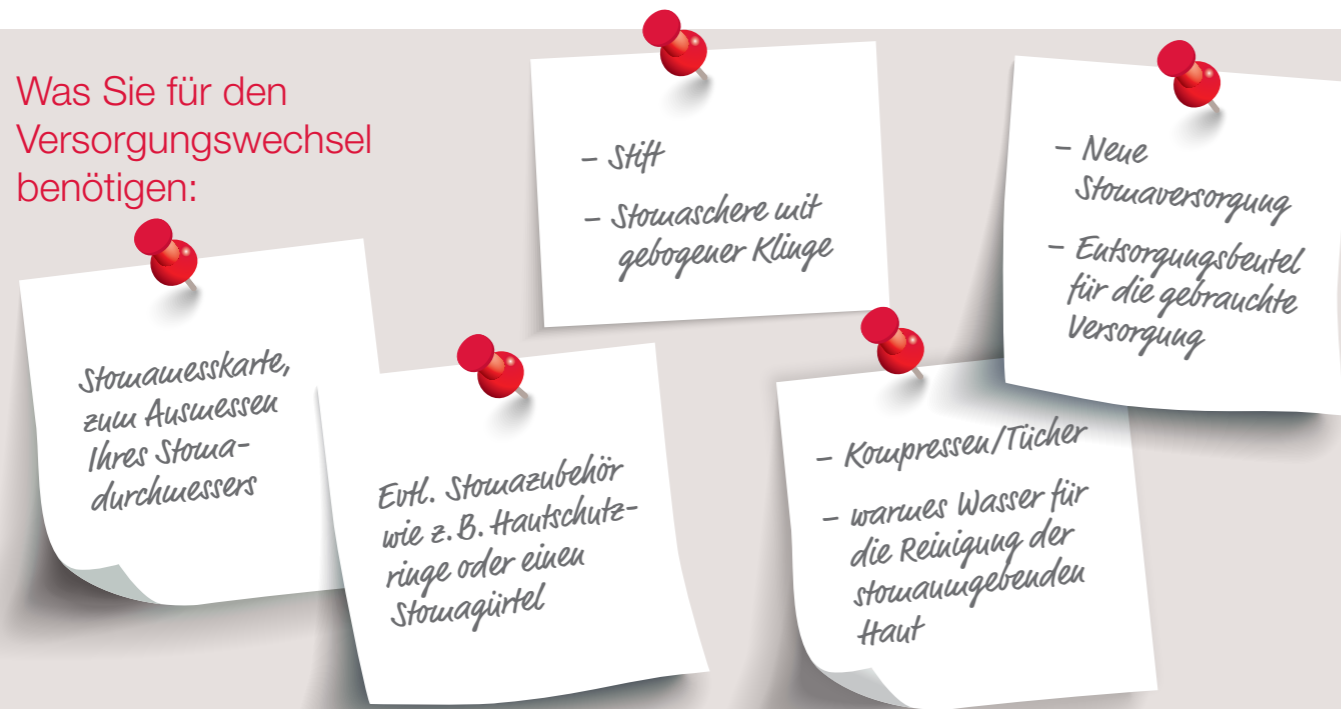 Was Sie für den
Versorgungswechsel
benötigen:
Stomamesskarte,
zum Ausmessen
Ihres Stoma-
durchmessers
Evtl. Stomazubehör
wie z. B. Hautschutz-
ringe oder einen
Stomagürtel
– Stift
– Stomaschere mit
gebogener Klinge
– Kompressen/Tücher
– warmes Wasser für
die Reinigung der
stomaumgebenden
Haut
– Neue
Stomaversorgung
– Entsorgungsbeutel
für die gebrauchte
Versorgung